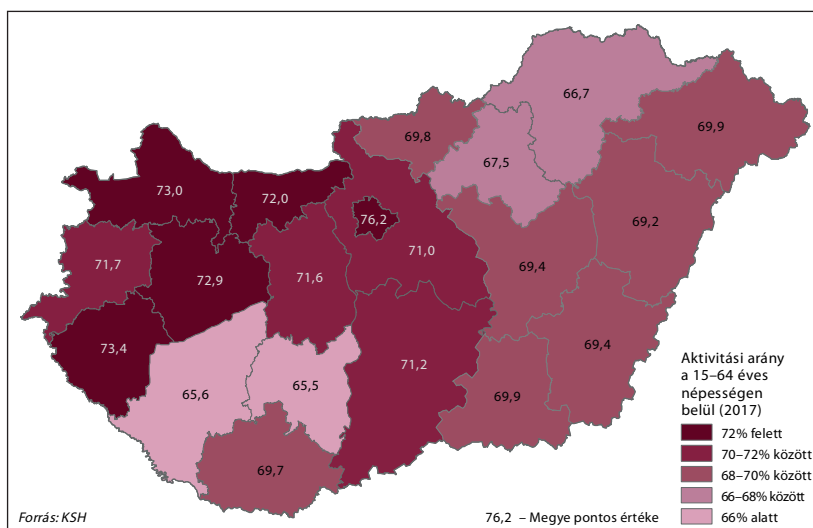 66,7
69,8
69,9
67,5
73,0
72,0
76,2
69,2
71,0
71,7
72,9
71,6
69,4
73,4
71,2
69,4
65,6
65,5
69,9
69,7
Aktivitási arány
a 15–64 éves
népességen
belül (2017)
72% felett
70–72% között
68–70% között
66–68% között
66% alatt
Forrás: KSH
76,2 – Megye pontos értéke